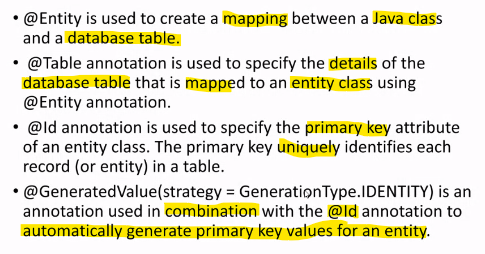 • @Entity is used to create a mapping between a Java class
and a database table.
• @Table annotation is used to specify the details of the
database table that is mapped to an entity class using
@Entity annotation.
• @Id annotation is used to specify the primary key attribute
of an entity class. The primary key uniquely identifies each
record (or entity) in a table.
• @GeneratedValue(strategy = GenerationType.IDENTITY) is an
annotation used in combination with the @Id annotation to
automatically generate primary key values for an entity.